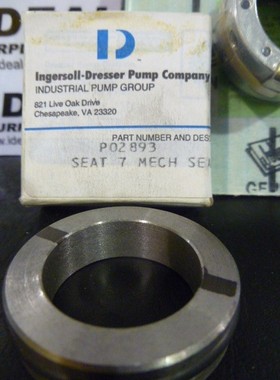 Ingersoll-Dresser Pump Company
INDUSTRIAL PUMP GROUP
821 Live Oak Drive
Chesapeake, VA 23320
PART NUMBER AND DES
P02893
SEAT 7 MECH SE